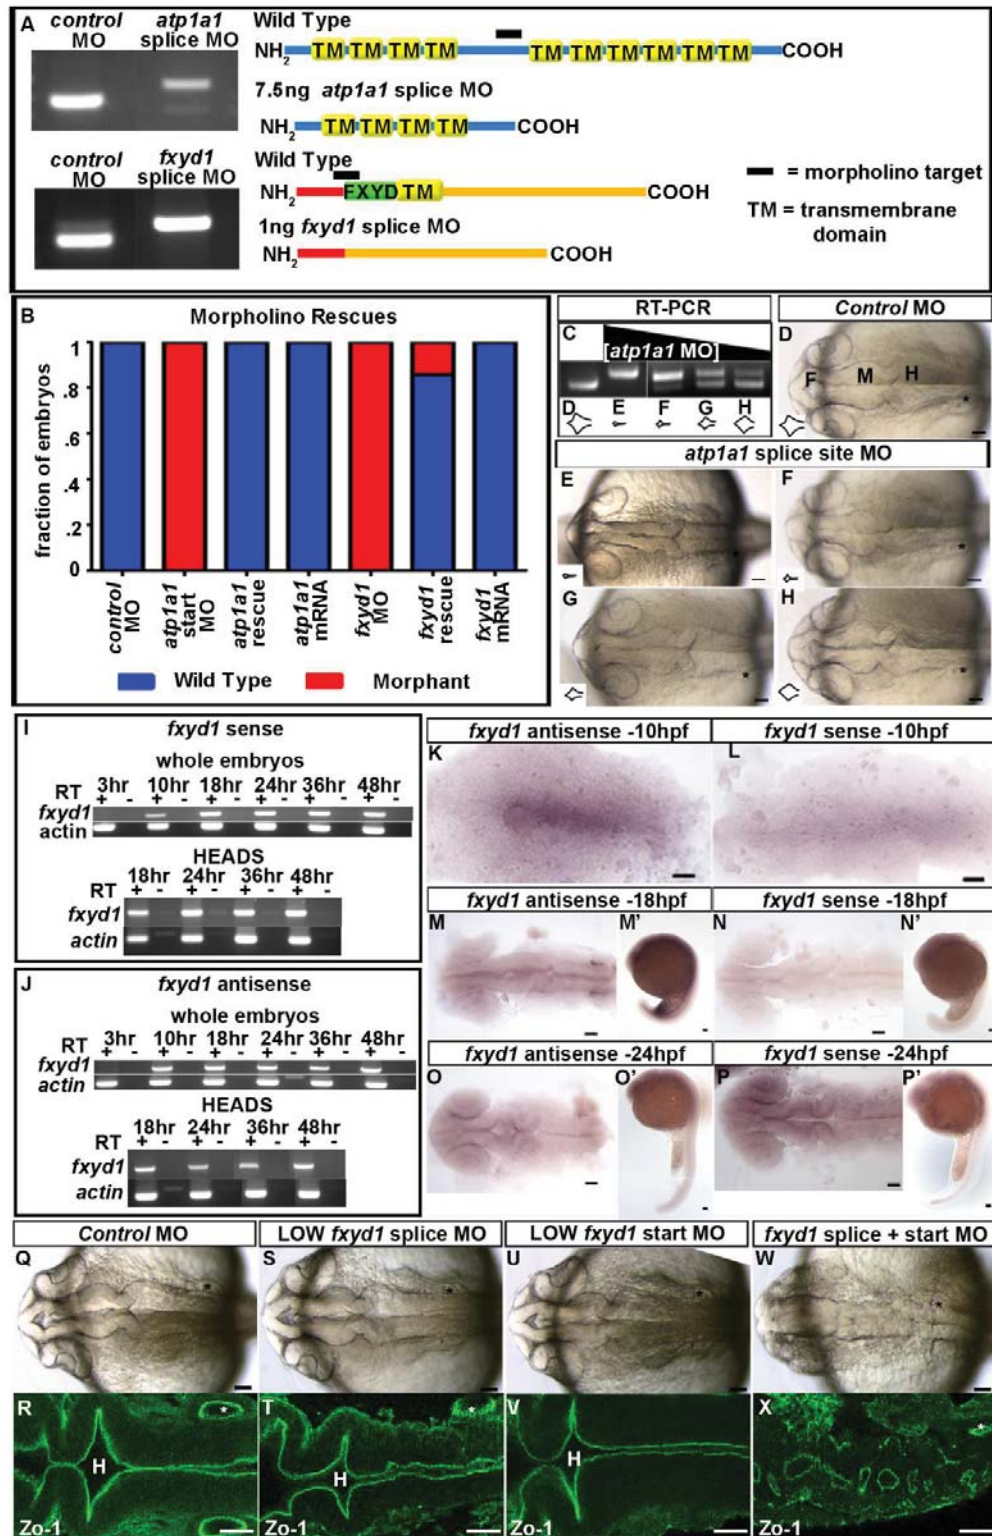 A
control
MO
atp1a1
splice MO
Wild Type
NH2 TM TM TM TM TM TM TM TM TM TM COOH
7.5ng atp1a1 splice MO
NH2 TM TM TM TM COOH
control
MO
fxyd1
splice MO
Wild Type
NH2 FXYD TM COOH
1ng fxyd1 splice MO
NH2 COOH
= morpholino target
TM = transmembrane
domain
B
Morpholino Rescues
fraction of embryos
1
.8
.6
.4
.2
0
control
MO
atp1a1
start
MO
atp1a1
rescue
atp1a1
mRNA
fxyd1
MO
fxyd1
rescue
fxyd1
mRNA
Wild Type
Morphant
RT-PCR
C
[atp1a1 MO]
D E F G H
Control MO
D
F M H
*
atp1a1 splice site MO
E
*
F
*
G
*
H
*
I
fxyd1 sense
whole embryos
3hr 10hr 18hr 24hr 36hr 48hr
RT + - + - + - + - + - + -
fxyd1
actin
HEADS
18hr 24hr 36hr 48hr
RT + - + - + - + -
fxyd1
actin
J
fxyd1 antisense
whole embryos
3hr 10hr 18hr 24hr 36hr 48hr
RT + - + - + - + - + - + -
fxyd1
actin
HEADS
18hr 24hr 36hr 48hr
RT + - + - + - + -
fxyd1
actin
fxyd1 antisense -10hpf
fxyd1 sense -10hpf
K
L
fxyd1 antisense -18hpf
fxyd1 sense -18hpf
M
M'
N
N'
fxyd1 antisense -24hpf
fxyd1 sense -24hpf
O
O'
P
P'
Control MO
LOW fxyd1 splice MO
LOW fxyd1 start MO
fxyd1 splice + start MO
Q
*
S
*
U
*
W
*
R
*
H
Zo-1
T
*
H
Zo-1
V
H
Zo-1
X
*
Zo-1